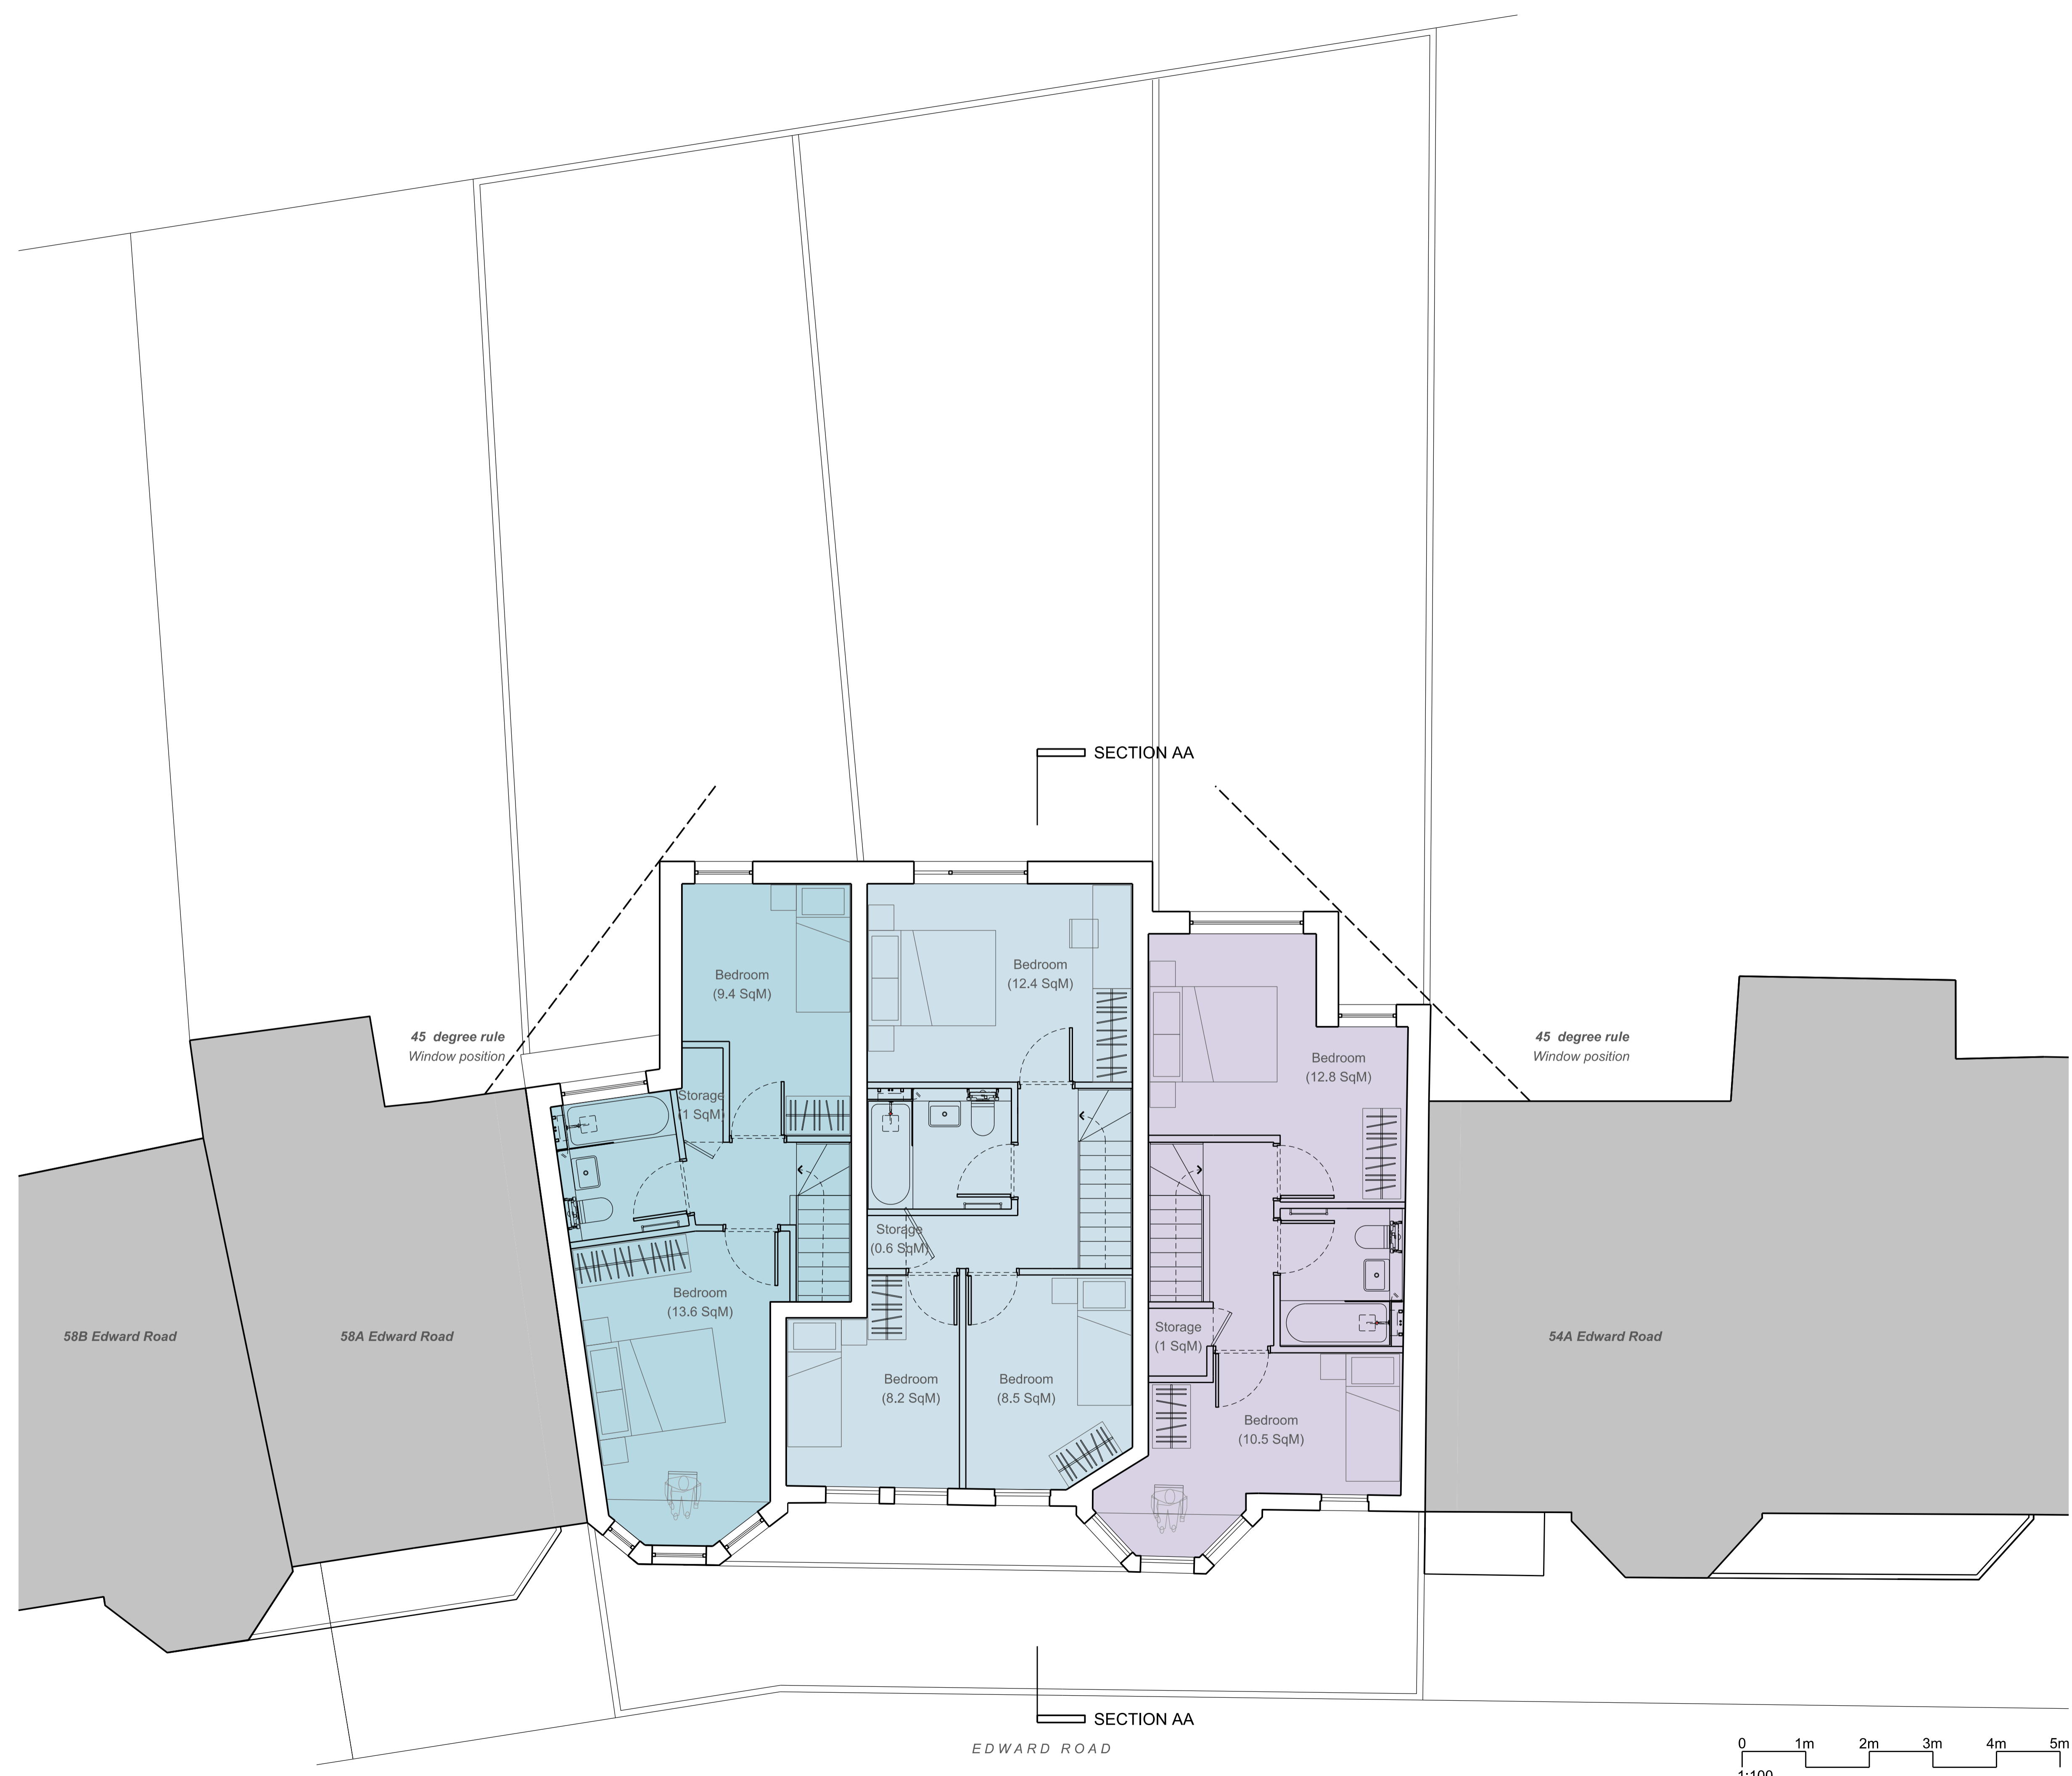 SECTION AA
45 degree rule
Window position
45 degree rule
Window position
Bedroom
(9.4 SqM)
Bedroom
(12.4 SqM)
Bedroom
(12.8 SqM)
Storage
(1 SqM)
Storage
(0.6 SqM)
Bedroom
(13.6 SqM)
Storage
(1 SqM)
58B Edward Road
58A Edward Road
54A Edward Road
Bedroom
(8.2 SqM)
Bedroom
(8.5 SqM)
Bedroom
(10.5 SqM)
SECTION AA
EDWARD ROAD
0 1m 2m 3m 4m 5m
1:100